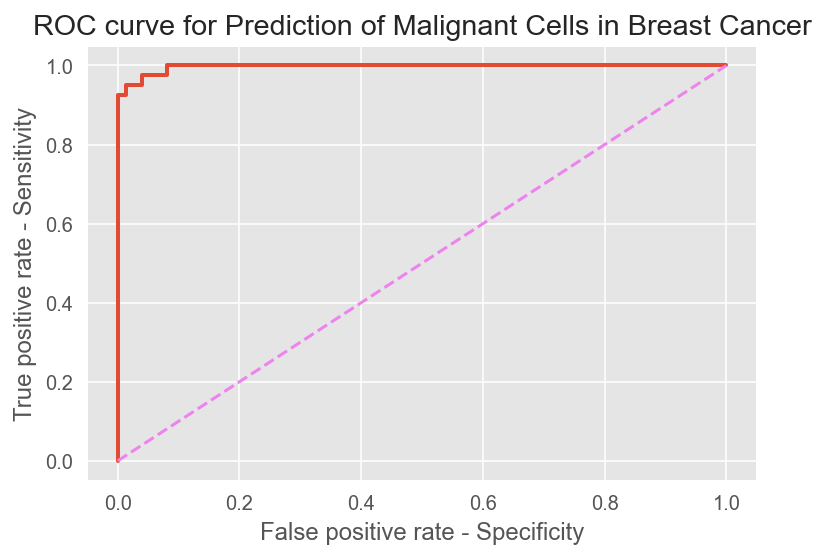 ROC curve for Prediction of Malignant Cells in Breast Cancer
1.0
0.8
0.6
0.4
0.2
0.0
True positive rate - Sensitivity
0.0 0.2 0.4 0.6 0.8 1.0
False positive rate - Specificity